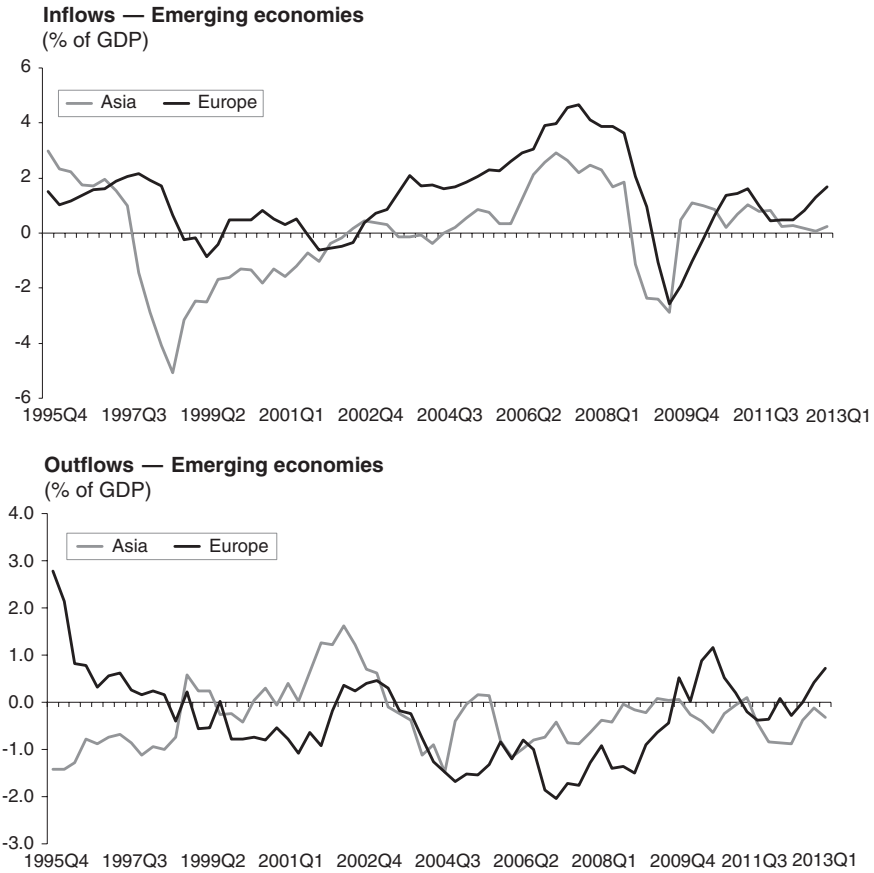 Inflows — Emerging economies
(% of GDP)
6
Asia Europe
4
2
0
-2
-4
-6
1995Q4 1997Q3 1999Q2 2001Q1 2002Q4 2004Q3 2006Q2 2008Q1 2009Q4 2011Q3 2013Q1
Outflows — Emerging economies
(% of GDP)
4.0
Asia Europe
3.0
2.0
1.0
0.0
-1.0
-2.0
-3.0
1995Q4 1997Q3 1999Q2 2001Q1 2002Q4 2004Q3 2006Q2 2008Q1 2009Q4 2011Q3 2013Q1